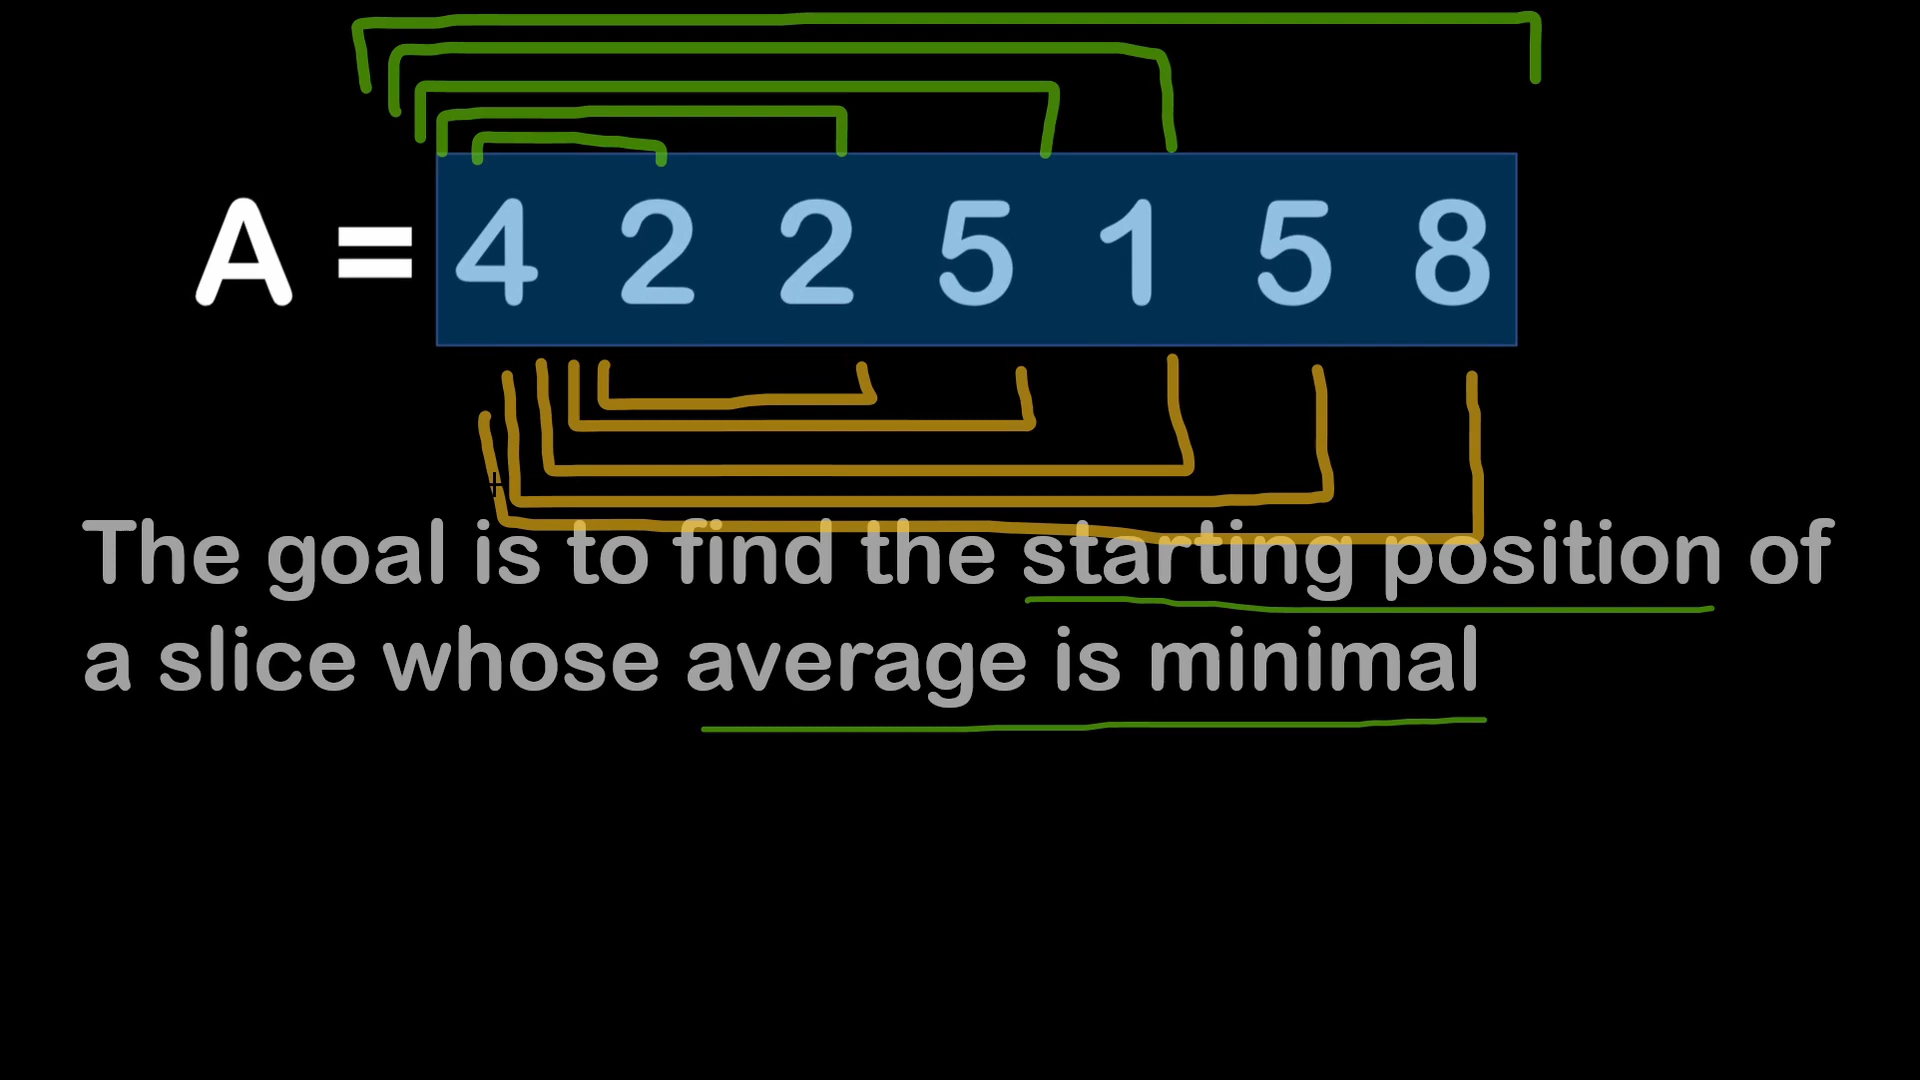 A = 4 2 2 5 1 5 8
The goal is to find the starting position of
a slice whose average is minimal